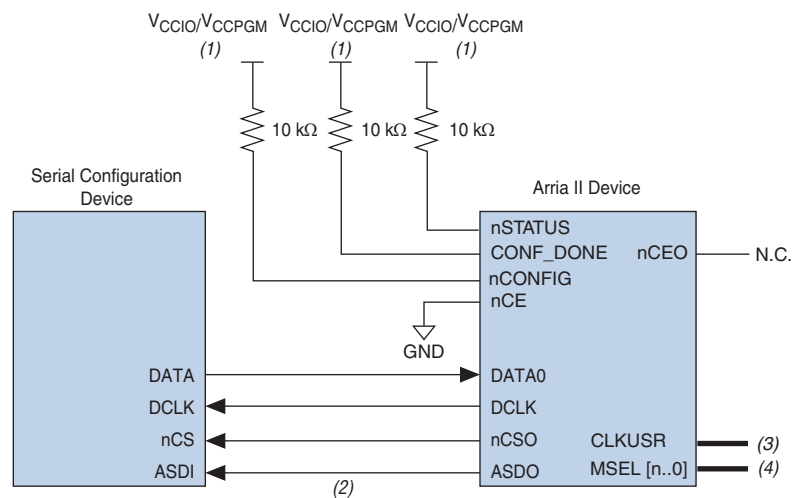 VCCIO/VCCPGM VCCIO/VCCPGM VCCIO/VCCPGM
(1) (1) (1)
10 kΩ 10 kΩ 10 kΩ
Serial Configuration
Device
Arria II Device
nSTATUS
CONF_DONE nCEO N.C.
nCONFIG
nCE
GND
DATA DATA0
DCLK DCLK
nCS nCSO CLKUSR (3)
ASDI (2) ASDO MSEL [n..0] (4)